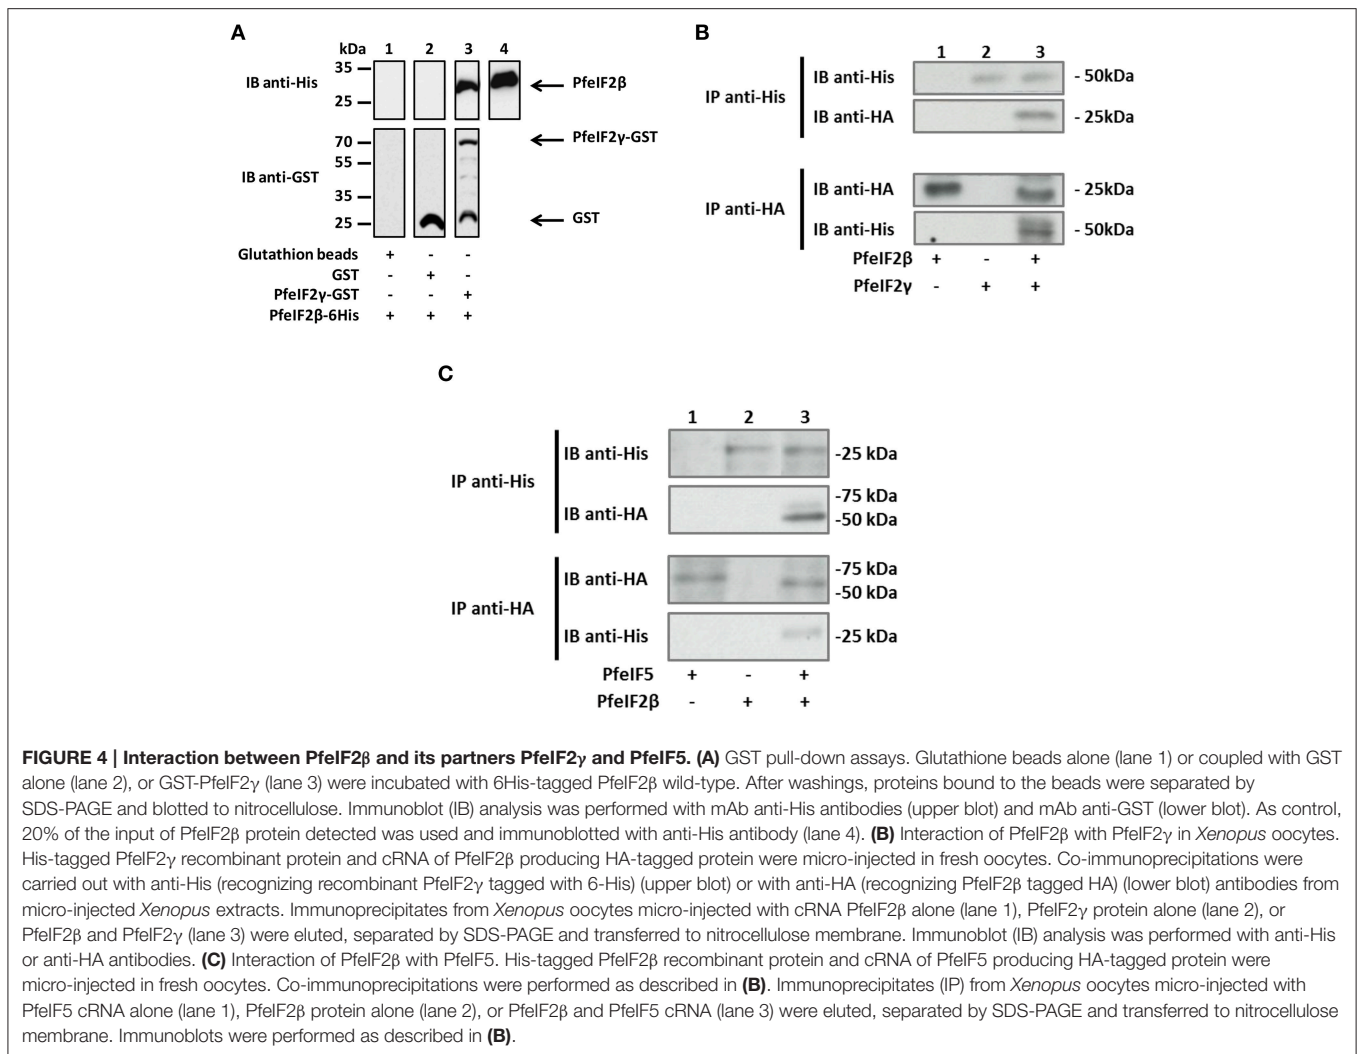 A
kDa 1 2 3 4
35
IB anti-His
PfeIF2β
25
70
PfeIF2γ-GST
55
IB anti-GST
35
25
GST
Glutathion beads + - -
GST - + -
PfeIF2γ-GST - - +
PfeIF2β-6His + + +
B
1 2 3
IP anti-His
IB anti-His - 50kDa
IB anti-HA - 25kDa
IP anti-HA
IB anti-HA - 25kDa
IB anti-His - 50kDa
PfeIF2β + - +
PfeIF2γ - + +
C
1 2 3
IP anti-His
IB anti-His -25 kDa
-75 kDa
IB anti-HA -50 kDa
IP anti-HA
-75 kDa
IB anti-HA
-50 kDa
IB anti-His -25 kDa
PfeIF5 + - +
PfeIF2β - + +
FIGURE 4 | Interaction between PfeIF2β and its partners PfeIF2γ and PfeIF5. (A) GST pull-down assays. Glutathione beads alone (lane 1) or coupled with GST
alone (lane 2), or GST-PfeIF2γ (lane 3) were incubated with 6His-tagged PfeIF2β wild-type. After washings, proteins bound to the beads were separated by
SDS-PAGE and blotted to nitrocellulose. Immunoblot (IB) analysis was performed with mAb anti-His antibodies (upper blot) and mAb anti-GST (lower blot). As control,
20% of the input of PfeIF2β protein detected was used and immunoblotted with anti-His antibody (lane 4). (B) Interaction of PfeIF2β with PfeIF2γ in Xenopus oocytes.
His-tagged PfeIF2γ recombinant protein and cRNA of PfeIF2β producing HA-tagged protein were micro-injected in fresh oocytes. Co-immunoprecipitations were
carried out with anti-His (recognizing recombinant PfeIF2γ tagged with 6-His) (upper blot) or with anti-HA (recognizing PfeIF2β tagged HA) (lower blot) antibodies from
micro-injected Xenopus extracts. Immunoprecipitates from Xenopus oocytes micro-injected with cRNA PfeIF2β alone (lane 1), PfeIF2γ protein alone (lane 2), or
PfeIF2β and PfeIF2γ (lane 3) were eluted, separated by SDS-PAGE and transferred to nitrocellulose membrane. Immunoblot (IB) analysis was performed with anti-His
or anti-HA antibodies. (C) Interaction of PfeIF2β with PfeIF5. His-tagged PfeIF2β recombinant protein and cRNA of PfeIF5 producing HA-tagged protein were
micro-injected in fresh oocytes. Co-immunoprecipitations were performed as described in (B). Immunoprecipitates (IP) from Xenopus oocytes micro-injected with
PfeIF5 cRNA alone (lane 1), PfeIF2β protein alone (lane 2), or PfeIF2β and PfeIF5 cRNA (lane 3) were eluted, separated by SDS-PAGE and transferred to nitrocellulose
membrane. Immunoblots were performed as described in (B).